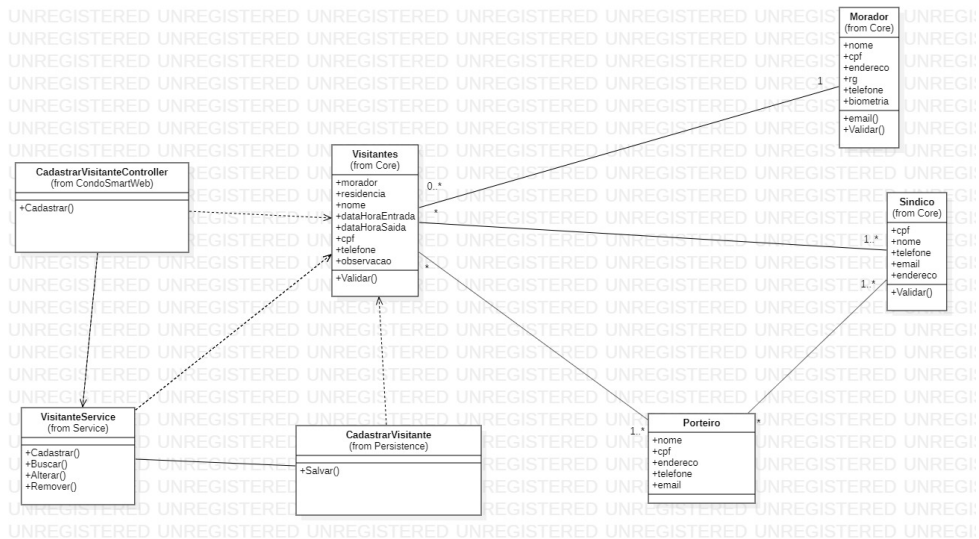 UNREGISTERED UNREGISTERED UNREGISTERED UNREGISTERED UNREGISTERED UNREGISTERED
Morador
(from Core)
+nome
+cpf
+endereco
+rg
+telefone
+biometria
+email()
+Validar()
1
Visitantes
(from Core)
+morador
+residencia
+nome
+dataHoraEntrada
+dataHoraSaida
+cpf
+telefone
+observacao
+Validar()
0..*
*
*
CadastrarVisitanteController
(from CondoSmartWeb)
+Cadastrar()
Sindico
(from Core)
+cpf
+nome
+telefone
+email
+endereco
+Validar()
1..*
1..*
VisitanteService
(from Service)
+Cadastrar()
+Buscar()
+Alterar()
+Remover()
CadastrarVisitante
(from Persistence)
+Salvar()
Porteiro
+nome
+cpf
+endereco
+telefone
+email
1..*
*